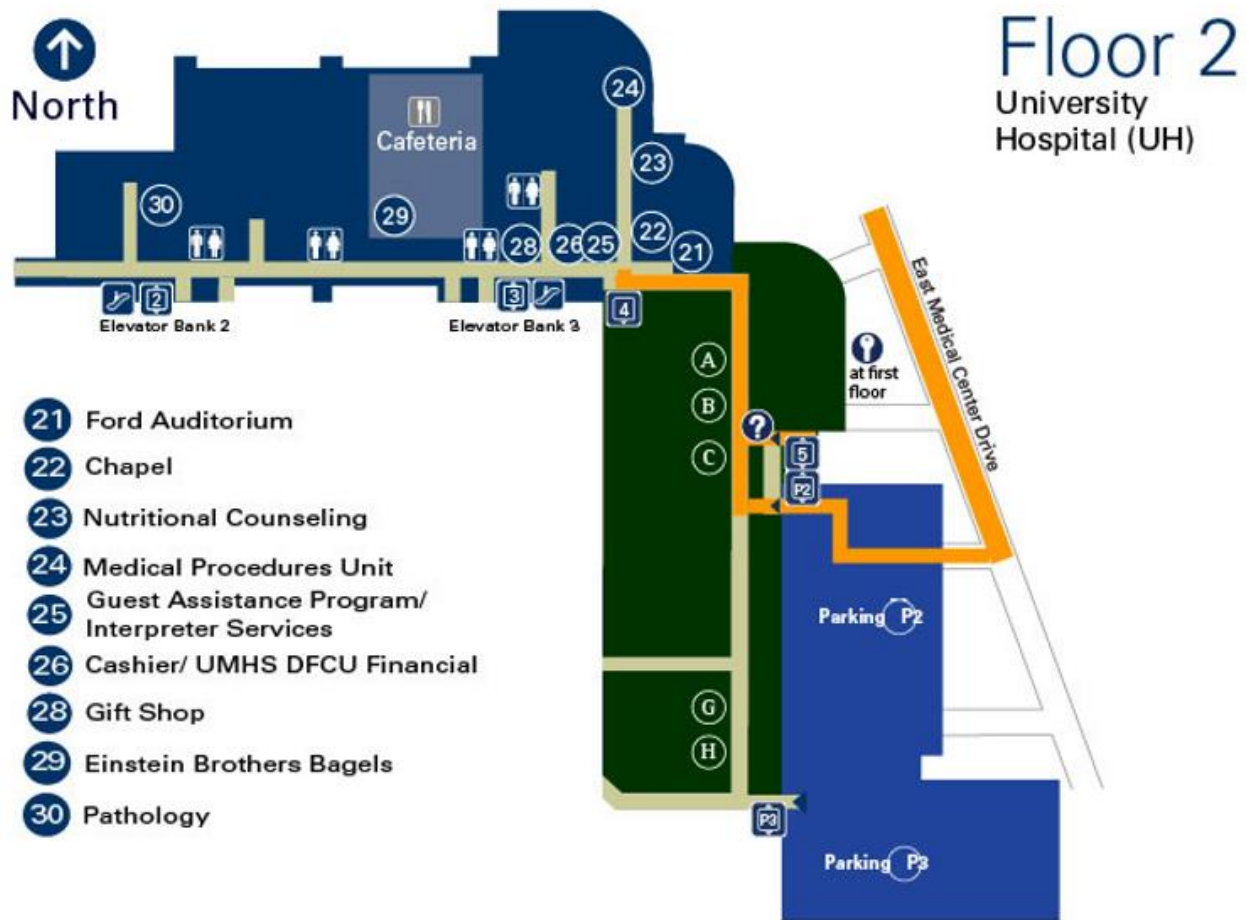 Floor 2
University
Hospital (UH)
North
24
Cafeteria
23
30
29
28
26
25
22
21
2
3
4
Elevator Bank 2
Elevator Bank 3
East Medical Center Drive
A
at first
floor
B
?
C
5
P2
Parking P2
G
H
P3
Parking P3
21 Ford Auditorium
22 Chapel
23 Nutritional Counseling
24 Medical Procedures Unit
25 Guest Assistance Program/
Interpreter Services
26 Cashier/ UMHS DFCU Financial
28 Gift Shop
29 Einstein Brothers Bagels
30 Pathology